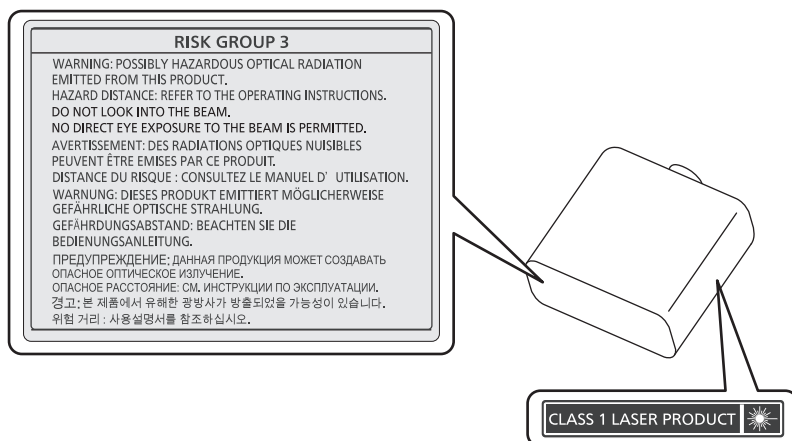 RISK GROUP 3
WARNING: POSSIBLY HAZARDOUS OPTICAL RADIATION
EMITTED FROM THIS PRODUCT.
HAZARD DISTANCE: REFER TO THE OPERATING INSTRUCTIONS.
DO NOT LOOK INTO THE BEAM.
NO DIRECT EYE EXPOSURE TO THE BEAM IS PERMITTED.
AVERTISSEMENT: DES RADIATIONS OPTIQUES NUISIBLES
PEUVENT ÊTRE EMISES PAR CE PRODUIT.
DISTANCE DU RISQUE : CONSULTEZ LE MANUEL D' UTILISATION.
WARNUNG: DIESES PRODUKT EMITTIERT MÖGLICHERWEISE
GEFÄHRLICHE OPTISCHE STRAHLUNG.
GEFÄHRDUNGSABSTAND: BEACHTEN SIE DIE
BEDIENUNGSANLEITUNG.
ПРЕДУПРЕЖДЕНИЕ: ДАННАЯ ПРОДУКЦИЯ МОЖЕТ СОЗДАВАТЬ
ОПАСНОЕ ОПТИЧЕСКОЕ ИЗЛУЧЕНИЕ.
ОПАСНОЕ РАССТОЯНИЕ: СМ. ИНСТРУКЦИИ ПО ЭКСПЛУАТАЦИИ.
경고: 본 제품에서 유해한 광방사가 방출되었을 가능성이 있습니다.
위험 거리 : 사용설명서를 참조하십시오.
CLASS 1 LASER PRODUCT